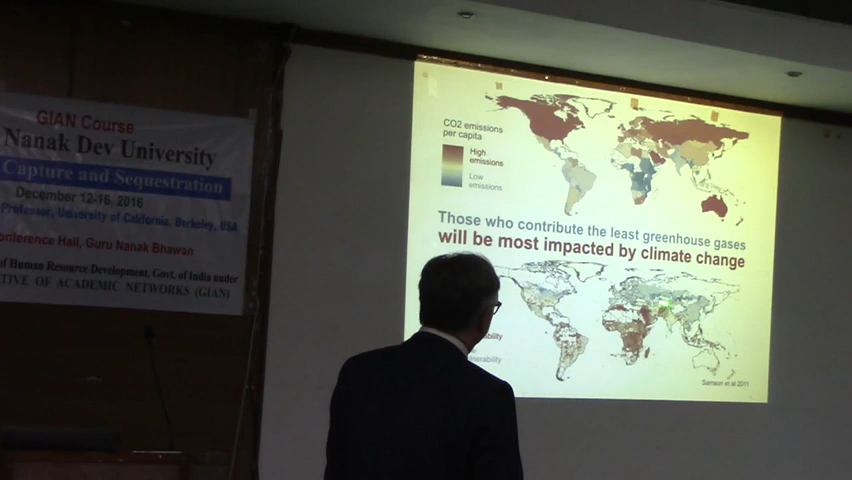 GIAN Course
Nanak Dev University
Capture and Sequestration
December 12-16, 2016
Professor, University of California, Berkeley, USA
Conference Hall, Guru Nanak Bhawan
of Human Resource Development, Govt. of India under
TIVE OF ACADEMIC NETWORKS (GIAN)
CO2 emissions
per capita
High
emissions
Low
emissions
Those who contribute the least greenhouse gases
will be most impacted by climate change
Samson et al 2011